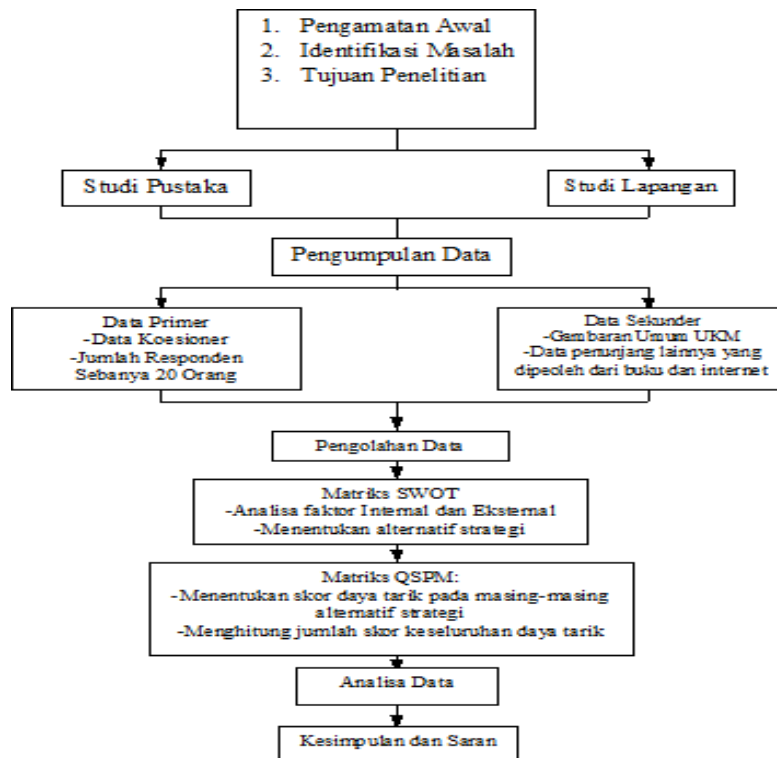 1. Pengamatan Awal
2. Identifikasi Masalah
3. Tujuan Penelitian
Studi Pustaka
Studi Lapangan
Pengumpulan Data
Data Primer
-Data Koesioner
-Jumlah Responden
Sebanya 20 Orang
Data Sekunder
-Gambaran Umum UKM
-Data penunjang lainnya yang
dipeoleh dari buku dan internet
Pengolahan Data
Matriks SWOT
-Analisa faktor Internal dan Eksternal
-Menentukan alternatif strategi
Matriks QSPM:
-Menentukan skor daya tarik pada masing-masing
alternatif strategi
-Menghitung jumlah skor keseluruhan daya tarik
Analisa Data
Kesimpulan dan Saran